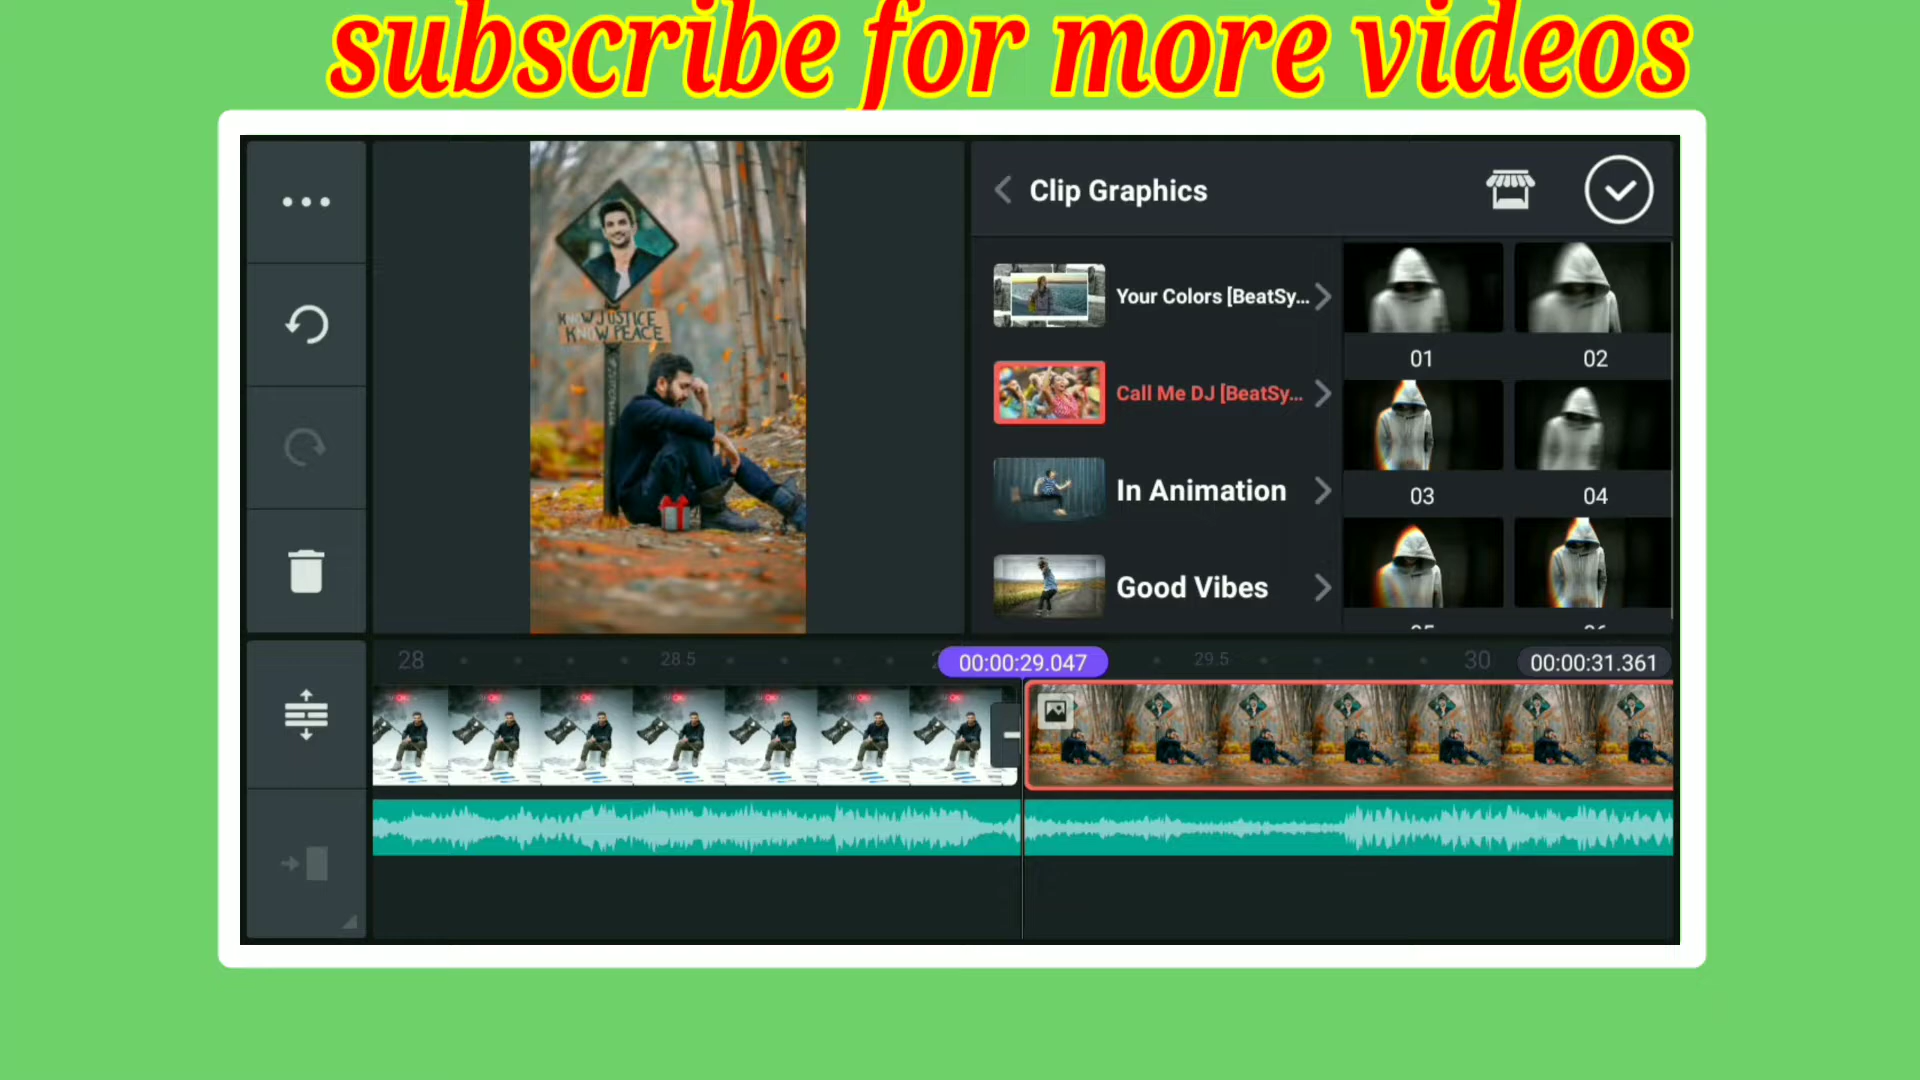 subscribe for more videos
Clip Graphics
KNOW JUSTICE
KNOW PEACE
Your Colors [BeatSy...
Call Me DJ [BeatSy...
In Animation
Good Vibes
01
02
03
04
28
28.5
00:00:29.047
29.5
30
00:00:31.361